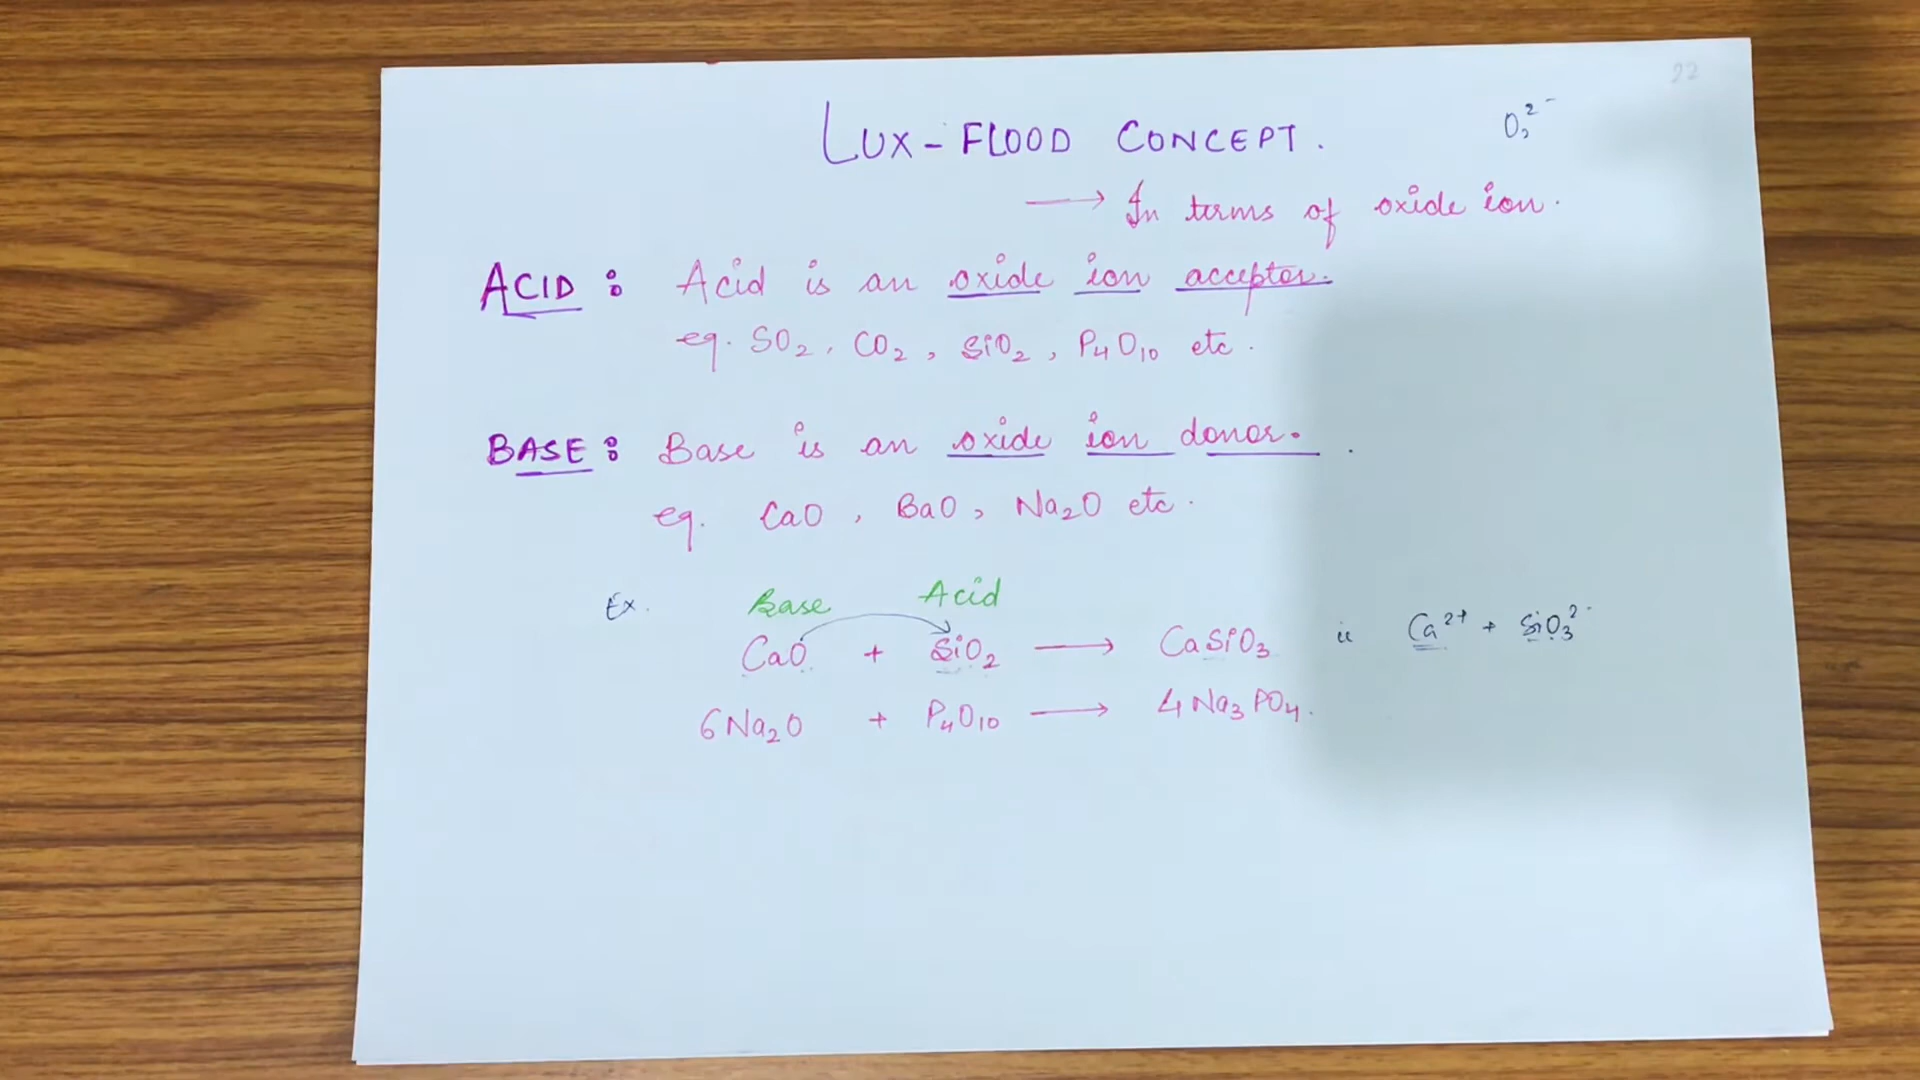 22
LUX-FLOOD CONCEPT.
O₂²⁻
→ In terms of oxide ion.
ACID : Acid is an oxide ion acceptor.
eg. SO₂, CO₂, SiO₂, P₄O₁₀ etc.
BASE : Base is an oxide ion donor.
eg. CaO, BaO, Na₂O etc.
Base Acid
Ex. CaO + SiO₂ → CaSiO₃ ie Ca²⁺ + SiO₃²⁻
6Na₂O + P₄O₁₀ → 4Na₃PO₄.